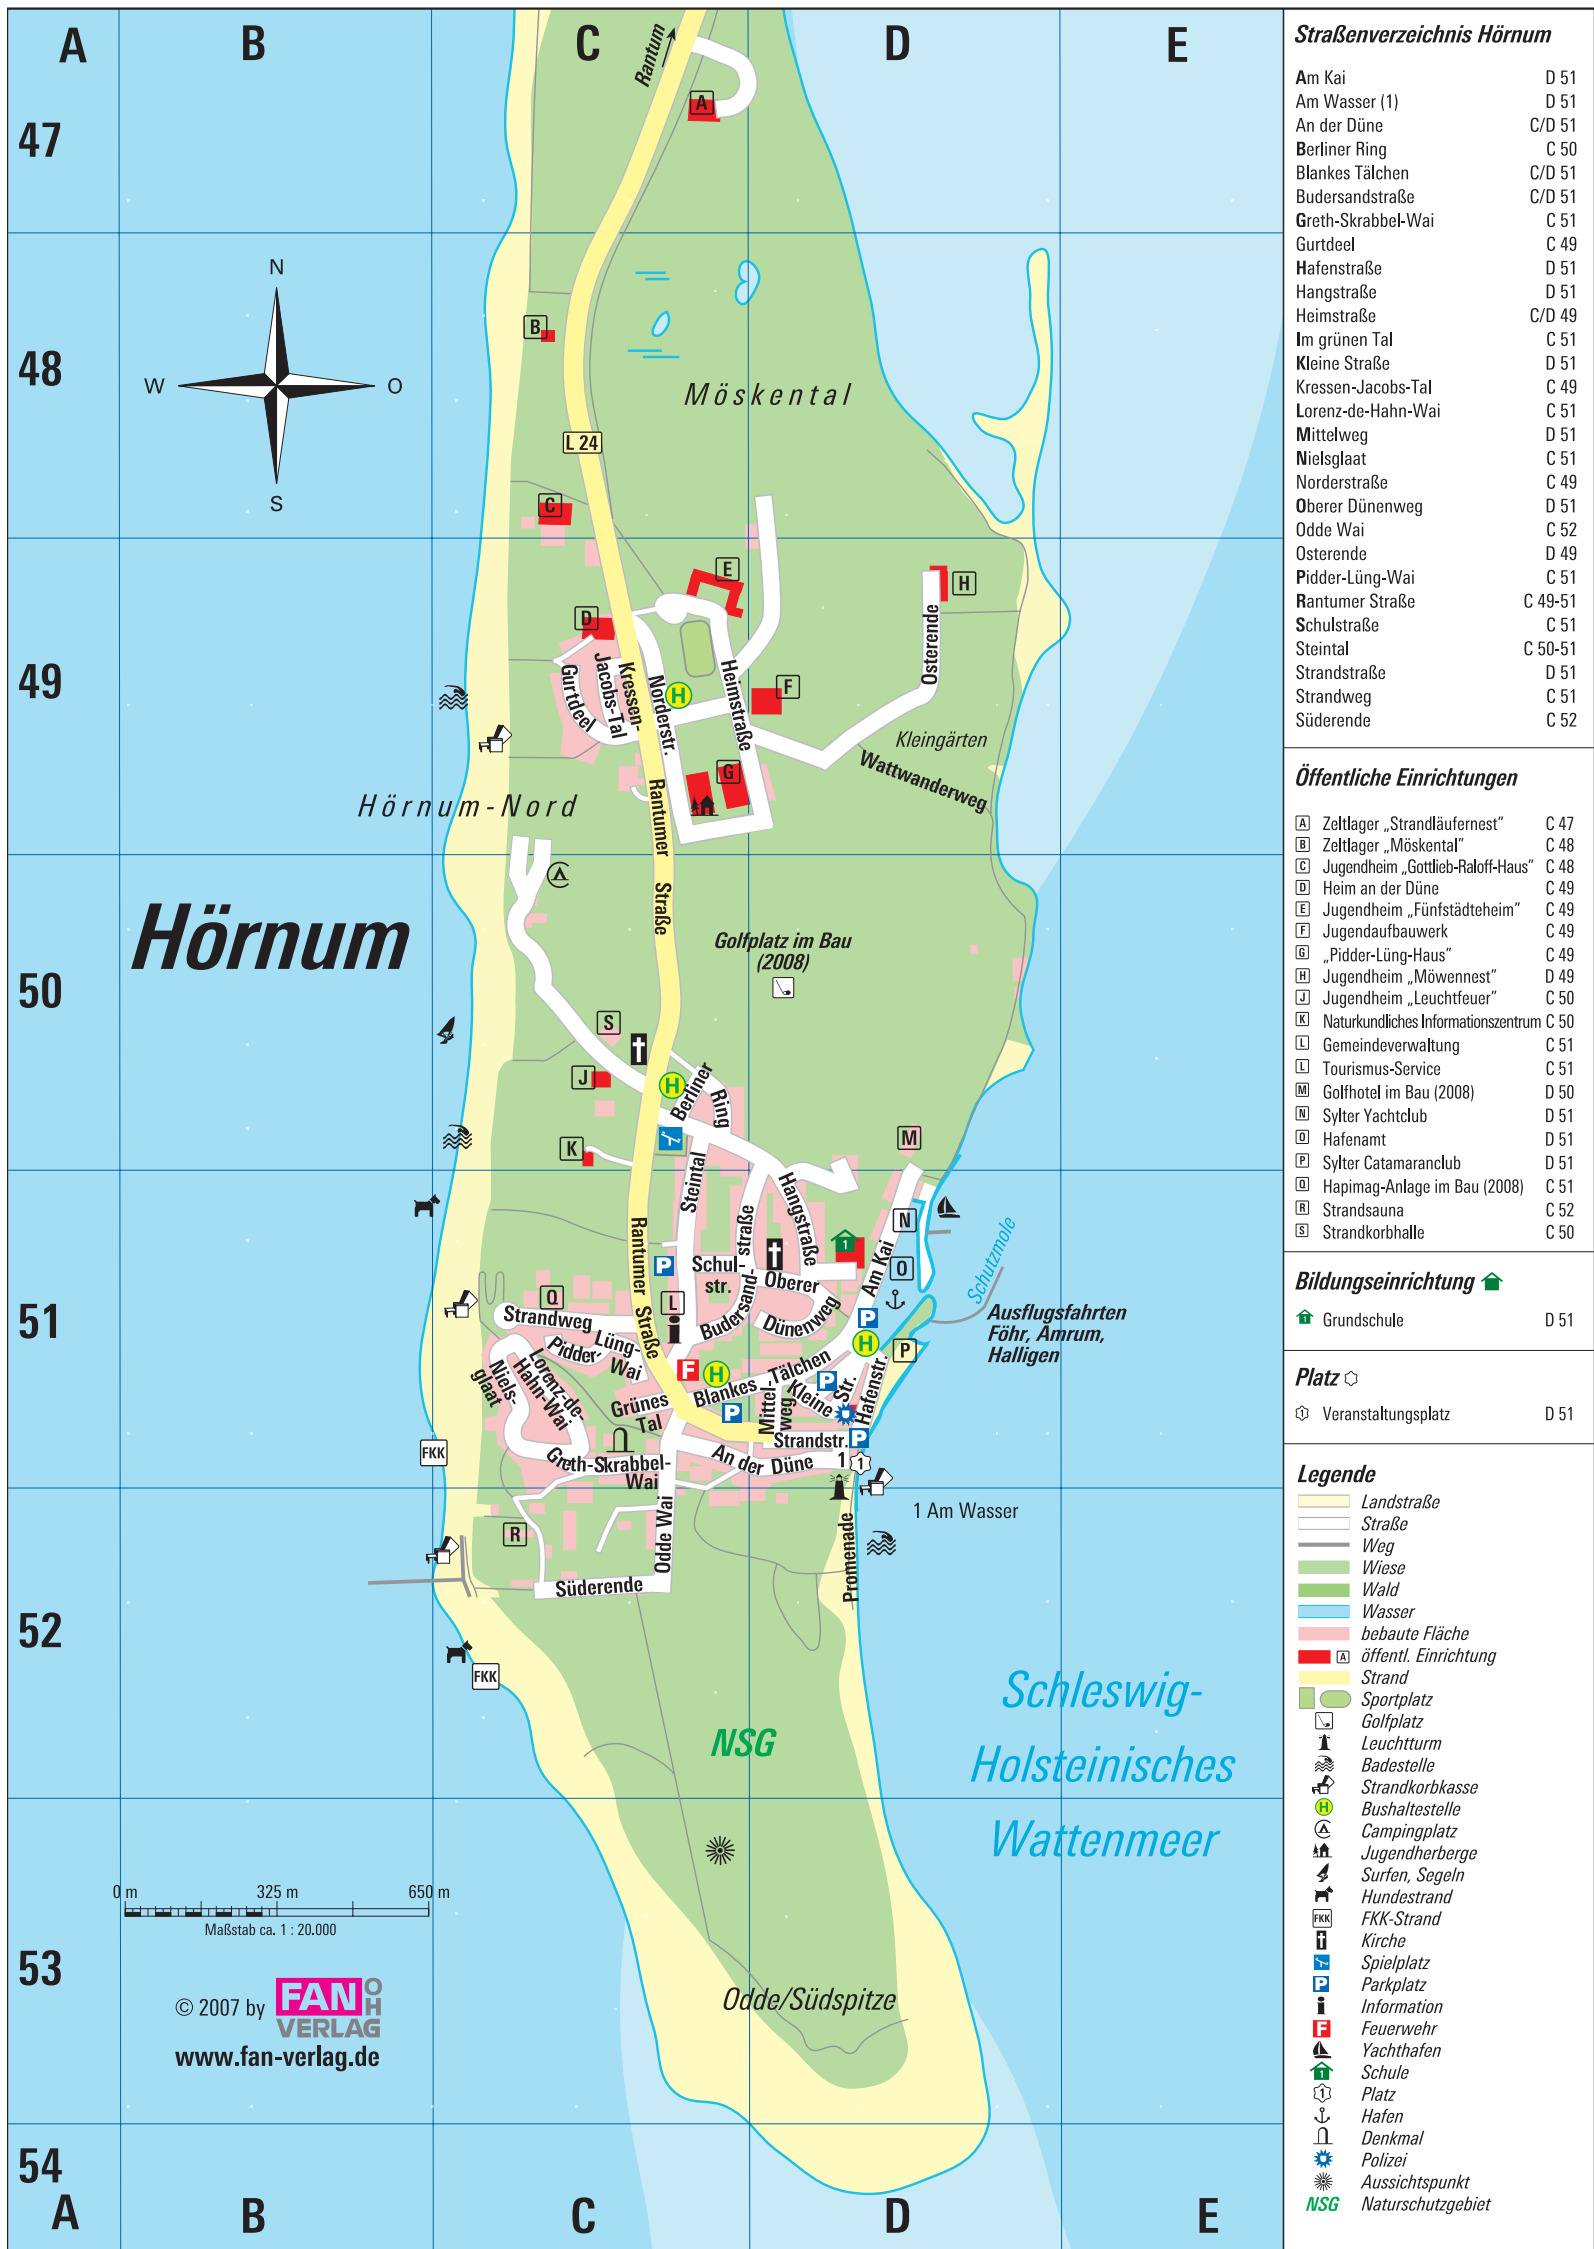 A
B
C
D
E
47
48
49
50
51
52
53
54
A
B
C
D
E
Rantum
A
N
W
O
S
B
Möskental
L 24
C
E
H
D
Osterende
Gurtdeel
Kressen-
Jacobs-Tal
Norderstr.
H
Heimstraße
F
Kleingärten
Wattwanderweg
G
Hörnum-Nord
Rantumer
Straße
Hörnum
Golfplatz im Bau
(2008)
S
J
H
Berliner
Ring
K
M
Steintal
Hangstraße
N
Rantumer
Straße
Schul-
str.
Budersand-
straße
1
Oberer
Dünenweg
Am Kai
O
Schutzmole
P
L
Q
Strandweg
Pidder-
Lüng-
Wai
P
H
P
Ausflugsfahrten
Föhr, Amrum,
Halligen
Niels-
glaat
Lorenz-de-
Hahn-Wai
F
H
Blankes
Tälchen
P
Kleine
Str.
Hafenstr.
Grünes
Tal
P
Mittel-
weg
Strandstr.
P
FKK
Greth-Skrabbel-
Wai
An der Düne
1
1
1 Am Wasser
R
Odde Wai
Promenade
Süderende
FKK
NSG
Schleswig-
Holsteinisches
Wattenmeer
0 m
325 m
650 m
Maßstab ca. 1 : 20.000
Odde/Südspitze
© 2007 by
FAN
VERLAG
OH
www.fan-verlag.de
Straßenverzeichnis Hörnum
Am Kai D 51
Am Wasser (1) D 51
An der Düne C/D 51
Berliner Ring C 50
Blankes Tälchen C/D 51
Budersandstraße C/D 51
Greth-Skrabbel-Wai C 51
Gurtdeel C 49
Hafenstraße D 51
Hangstraße D 51
Heimstraße C/D 49
Im grünen Tal C 51
Kleine Straße D 51
Kressen-Jacobs-Tal C 49
Lorenz-de-Hahn-Wai C 51
Mittelweg D 51
Nielsglaat C 51
Norderstraße C 49
Oberer Dünenweg D 51
Odde Wai C 52
Osterende D 49
Pidder-Lüng-Wai C 51
Rantumer Straße C 49-51
Schulstraße C 51
Steintal C 50-51
Strandstraße D 51
Strandweg C 51
Süderende C 52
Öffentliche Einrichtungen
A Zeltlager „Strandläufernest” C 47
B Zeltlager „Möskental” C 48
C Jugendheim „Gottlieb-Raloff-Haus” C 48
D Heim an der Düne C 49
E Jugendheim „Fünfstädteheim” C 49
F Jugendaufbauwerk C 49
G „Pidder-Lüng-Haus” C 49
H Jugendheim „Möwennest” D 49
J Jugendheim „Leuchtfeuer” C 50
K Naturkundliches Informationszentrum C 50
L Gemeindeverwaltung C 51
L Tourismus-Service C 51
M Golfhotel im Bau (2008) D 50
N Sylter Yachtclub D 51
O Hafenamt D 51
P Sylter Catamaranclub D 51
Q Hapimag-Anlage im Bau (2008) C 51
R Strandsauna C 52
S Strandkorbhalle C 50
Bildungseinrichtung
1 Grundschule D 51
Platz
1 Veranstaltungsplatz D 51
Legende
Landstraße
Straße
Weg
Wiese
Wald
Wasser
bebaute Fläche
A öffentl. Einrichtung
Strand
Sportplatz
Golfplatz
Leuchtturm
Badestelle
Strandkorbkasse
H Bushaltestelle
Campingplatz
Jugendherberge
Surfen, Segeln
Hundestrand
FKK FKK-Strand
Kirche
Spielplatz
P Parkplatz
Information
F Feuerwehr
Yachthafen
1 Schule
1 Platz
Hafen
Denkmal
Polizei
Aussichtspunkt
NSG Naturschutzgebiet